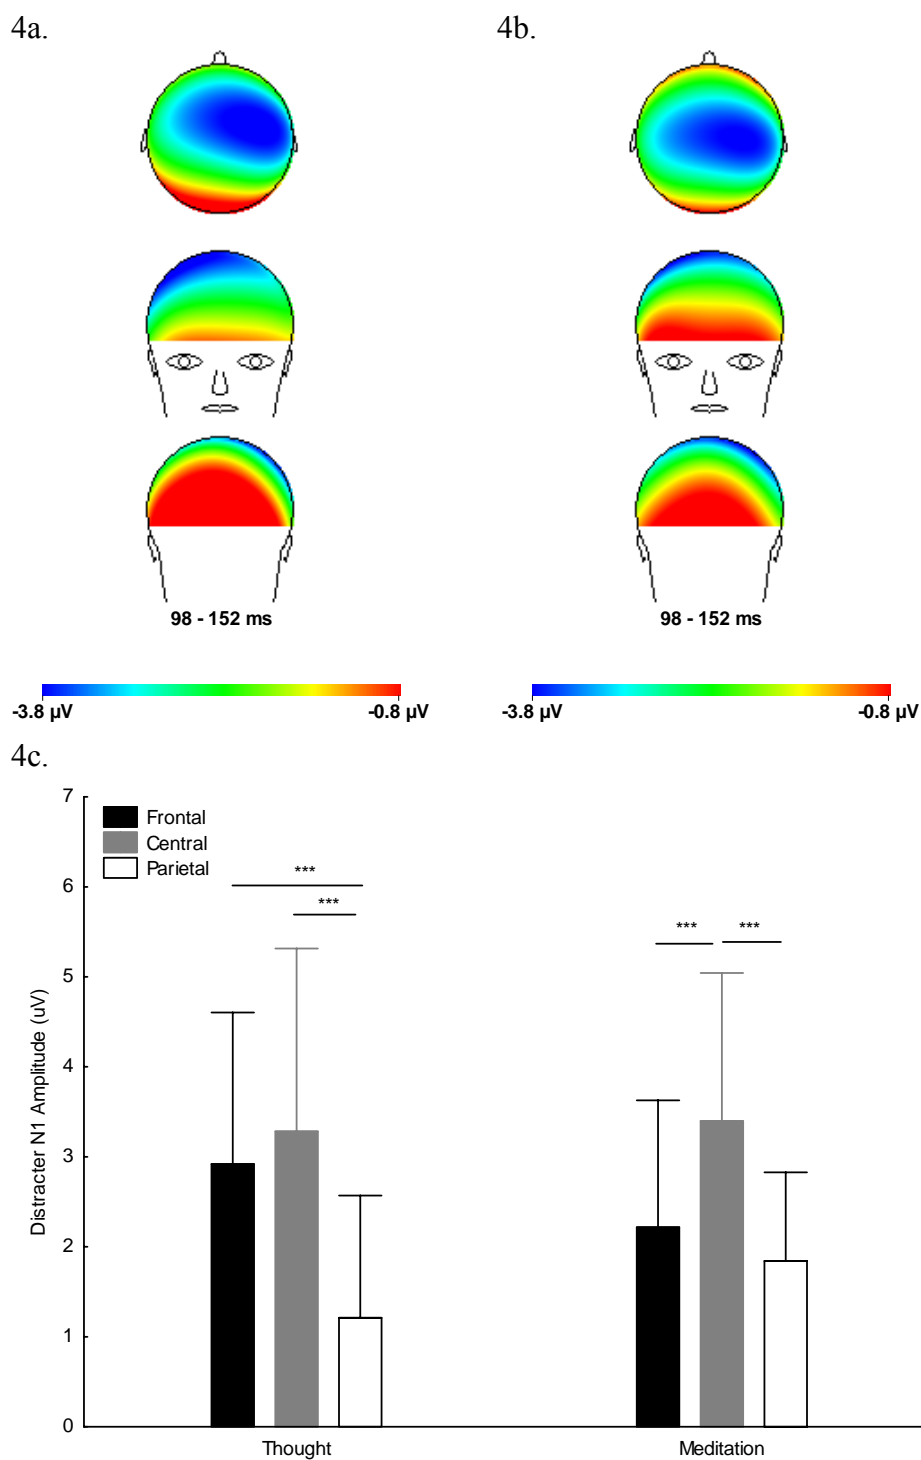 4a.
4b.
98 - 152 ms
98 - 152 ms
-3.8 µV
-0.8 µV
-3.8 µV
-0.8 µV
4c.
7
6
5
4
3
2
1
0
Distracter N1 Amplitude (uV)
Frontal
Central
Parietal
***
***
***
***
Thought
Meditation